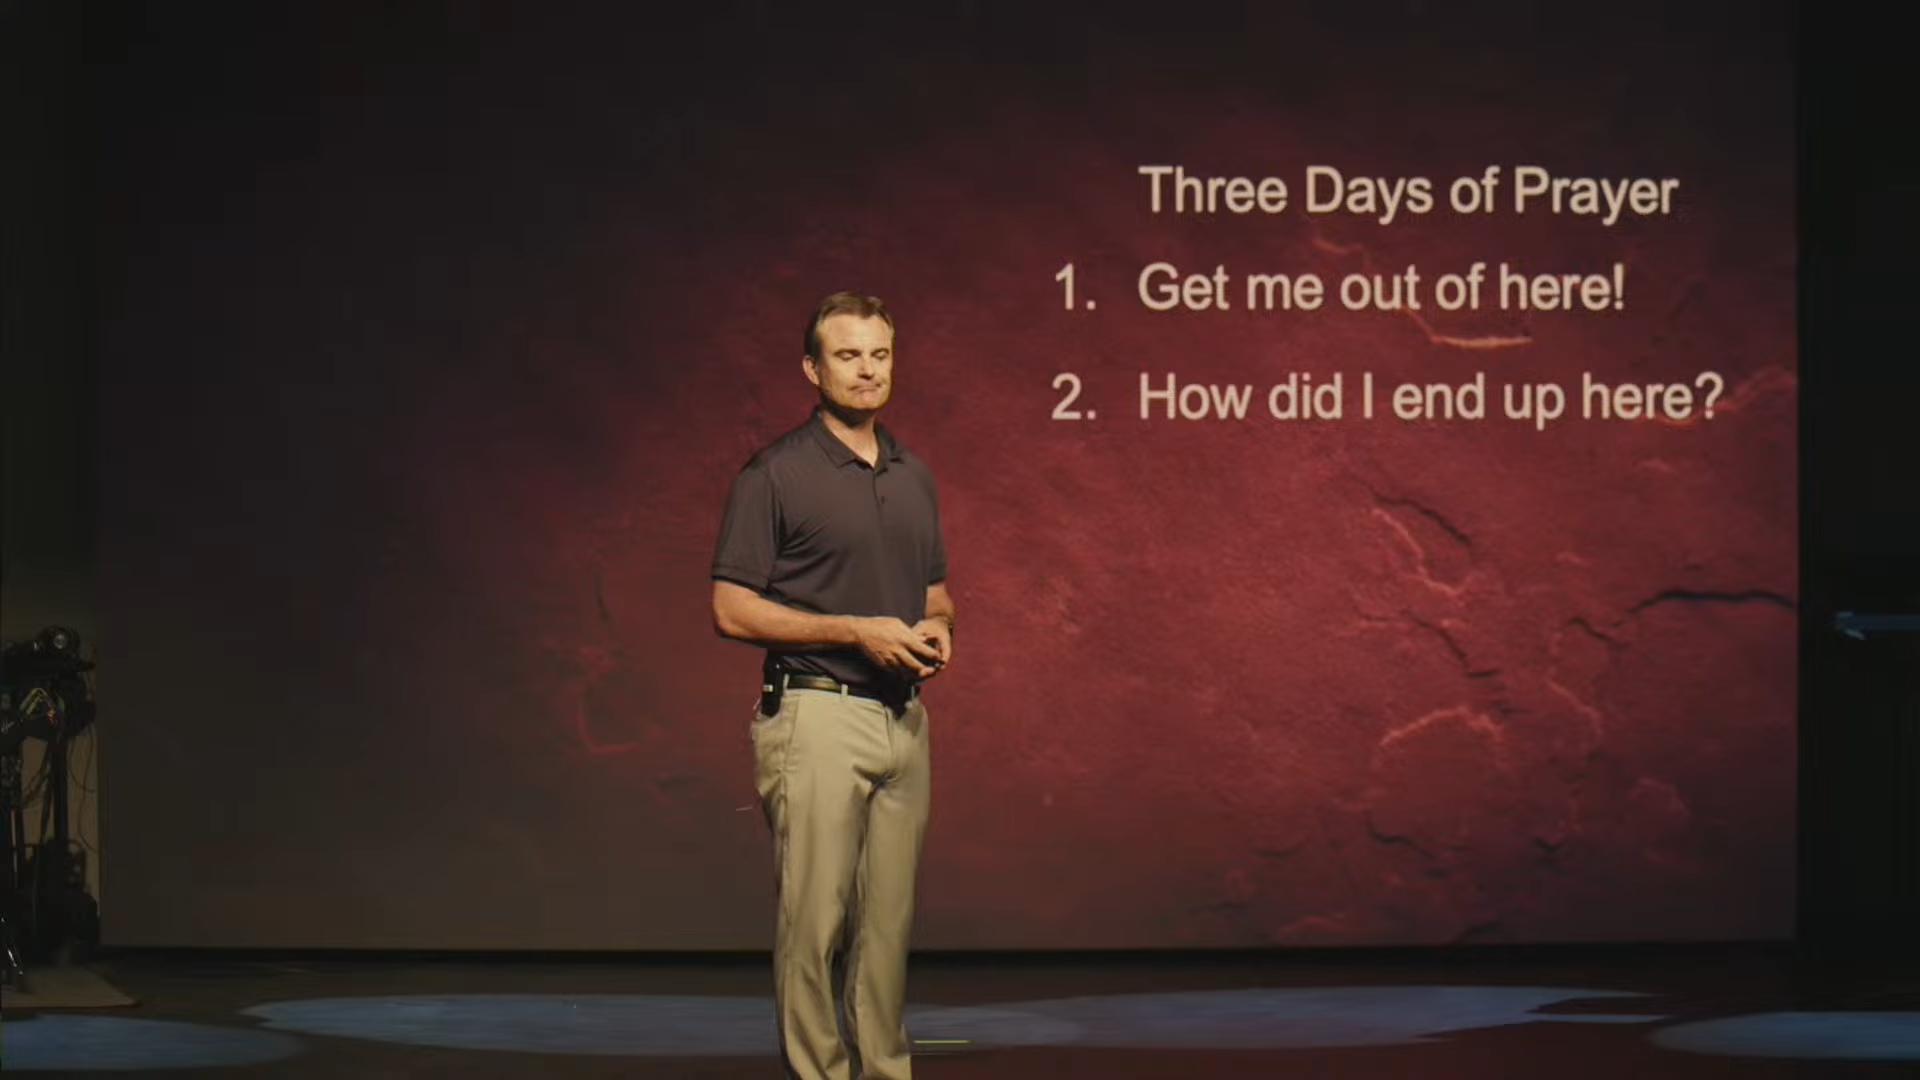 Three Days of Prayer
1. Get me out of here!
2. How did I end up here?